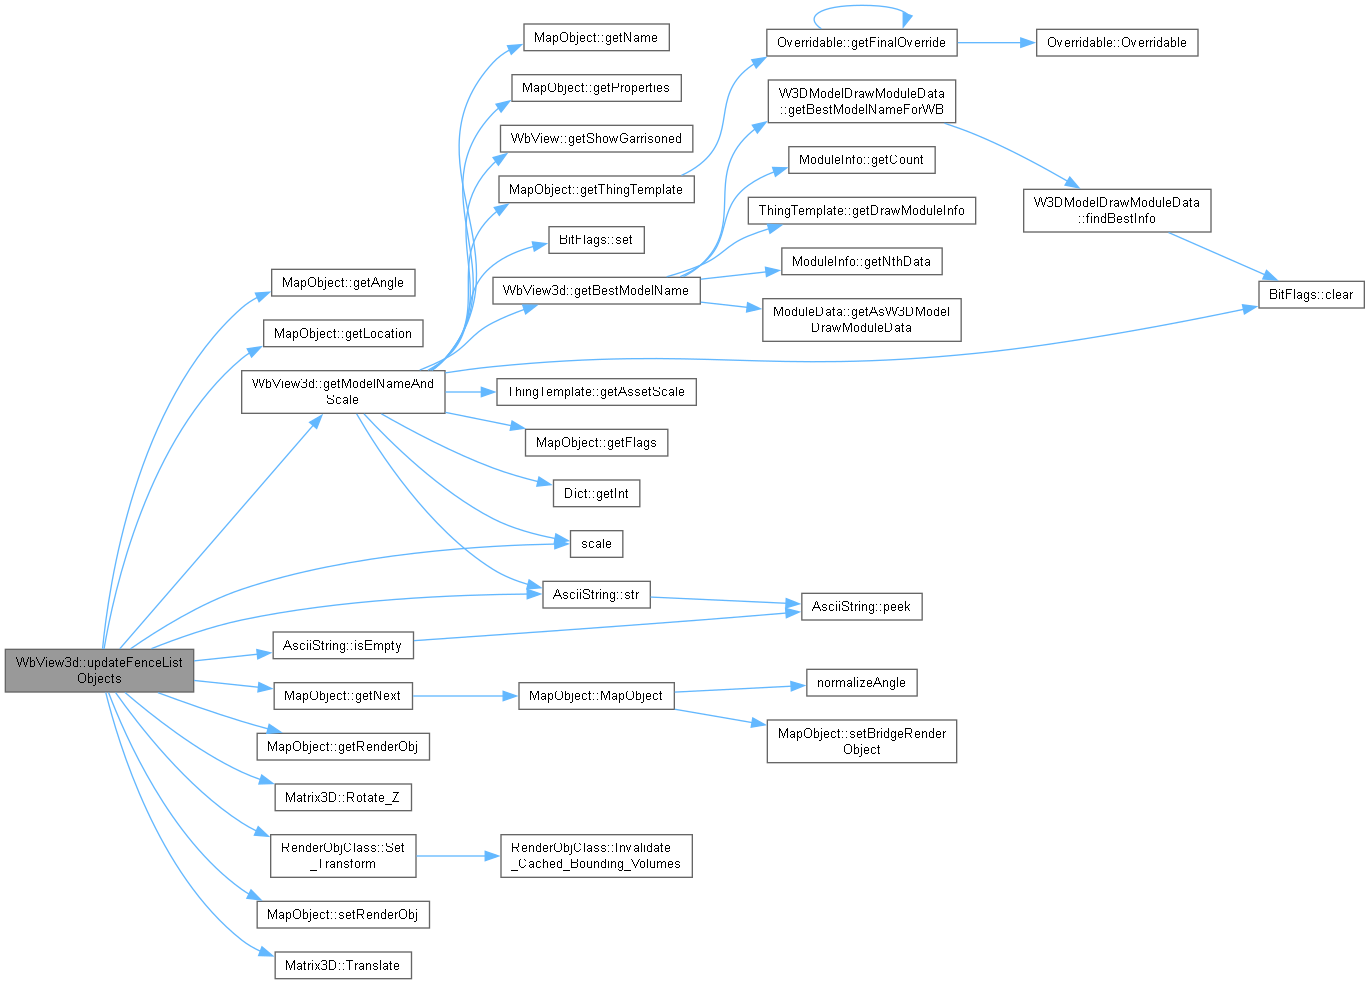 MapObject::getName
Overridable::getFinalOverride
Overridable::Overridable
MapObject::getProperties
W3DModelDrawModuleData
::getBestModelNameForWB
WbView::getShowGarrisoned
ModuleInfo::getCount
MapObject::getThingTemplate
W3DModelDrawModuleData
::findBestInfo
ThingTemplate::getDrawModuleInfo
BitFlags::set
ModuleInfo::getNthData
MapObject::getAngle
WbView3d::getBestModelName
BitFlags::clear
ModuleData::getAsW3DModel
DrawModuleData
MapObject::getLocation
WbView3d::getModelNameAnd
Scale
ThingTemplate::getAssetScale
MapObject::getFlags
Dict::getInt
scale
AsciiString::str
AsciiString::peek
AsciiString::isEmpty
WbView3d::updateFenceList
Objects
MapObject::getNext
MapObject::MapObject
normalizeAngle
MapObject::setBridgeRender
Object
MapObject::getRenderObj
Matrix3D::Rotate_Z
RenderObjClass::Set
_Transform
RenderObjClass::Invalidate
_Cached_Bounding_Volumes
MapObject::setRenderObj
Matrix3D::Translate